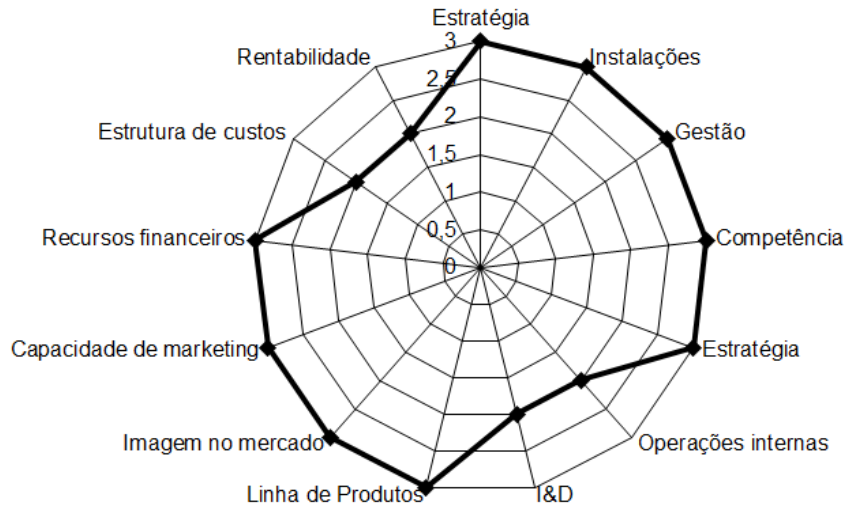 Estratégia
Rentabilidade
3
Instalações
2,5
Estrutura de custos
2
Gestão
1,5
1
Recursos financeiros
0,5
Competência
0
Capacidade de marketing
Estratégia
Imagem no mercado
Operações internas
Linha de Produtos
I&D